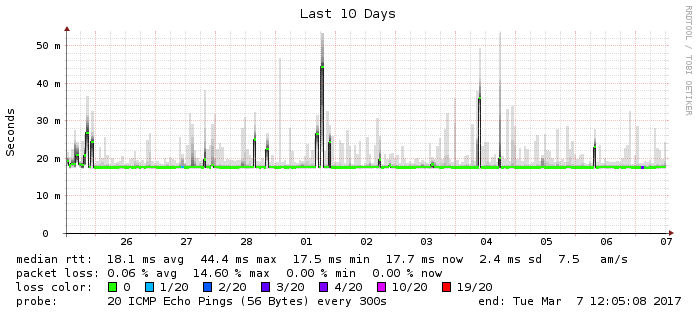 Last 10 Days
RRDTOOL / TOBI OETIKER
Seconds
50 m
40 m
30 m
20 m
10 m
0
26 27 28 01 02 03 04 05 06 07
median rtt: 18.1 ms avg 44.4 ms max 17.5 ms min 17.7 ms now 2.4 ms sd 7.5 am/s
packet loss: 0.06 % avg 14.60 % max 0.00 % min 0.00 % now
loss color: 0 1/20 2/20 3/20 4/20 10/20 19/20
probe: 20 ICMP Echo Pings (56 Bytes) every 300s end: Tue Mar 7 12:05:08 2017